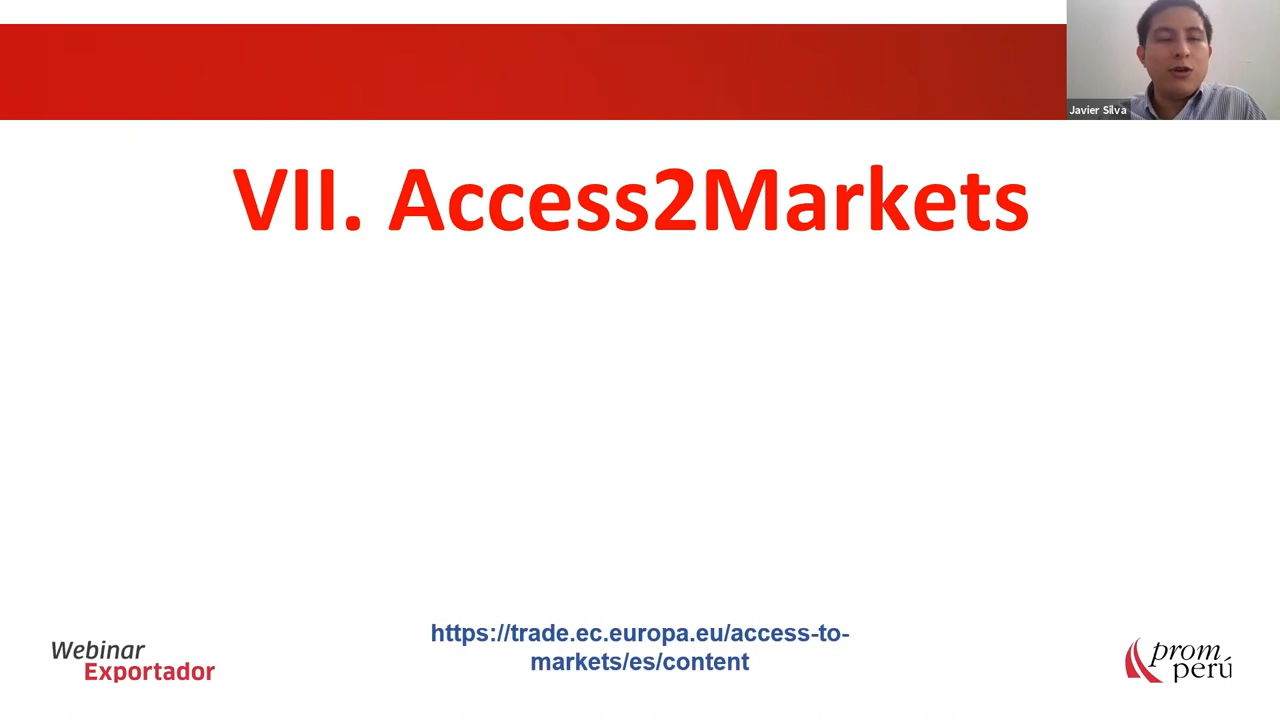 Javier Silva
VII. Access2Markets
https://trade.ec.europa.eu/access-to-
markets/es/content
Webinar
Exportador
prom
perú